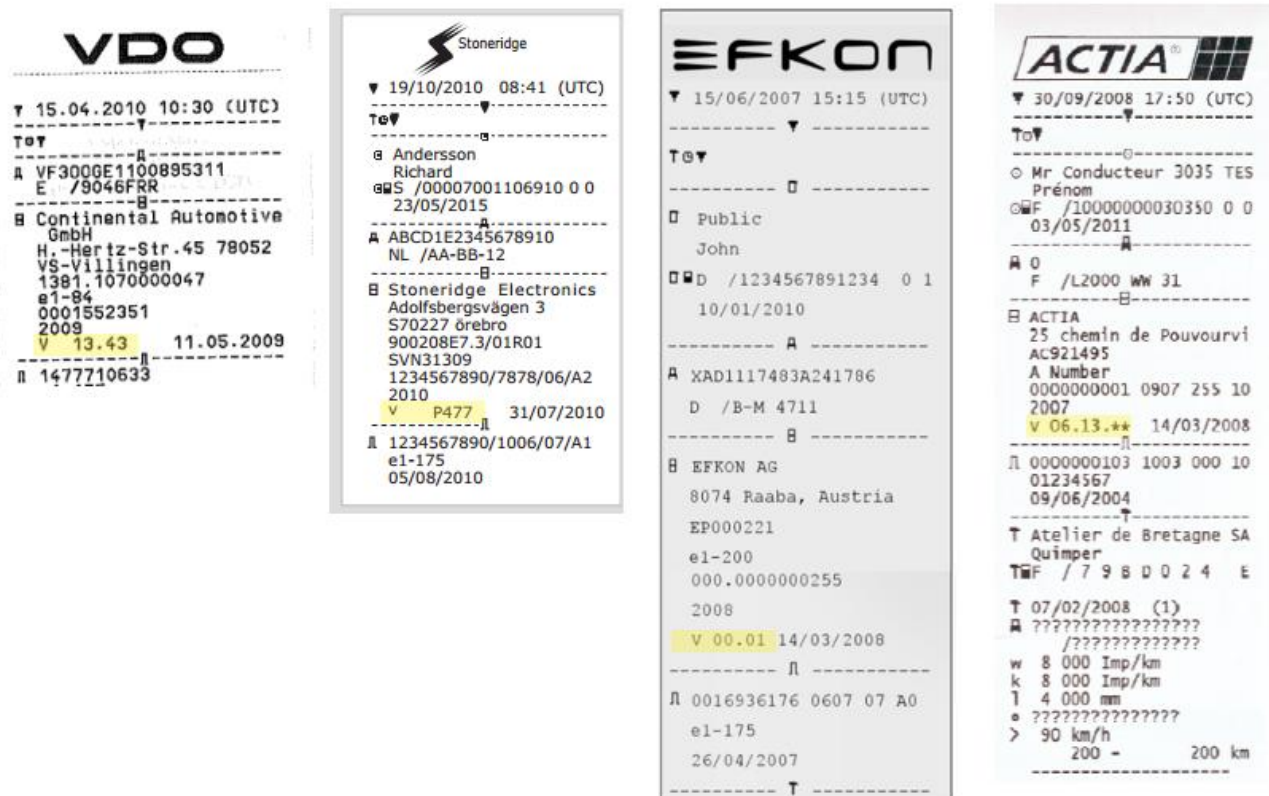 VDO
15.04.2010 10:30 (UTC)
VF300GE1100895311
E /9046FRR
Continental Automotive
GmbH
H.-Hertz-Str.45 78052
VS-Villingen
1381.1070000047
e1-84
0001552351
2009
V 13.43 11.05.2009
1477710633
Stoneridge
19/10/2010 08:41 (UTC)
Andersson
Richard
S /00007001106910 0 0
23/05/2015
ABCD1E2345678910
NL /AA-BB-12
Stoneridge Electronics
Adolfsbergsvägen 3
S70227 örebro
900208E7.3/01R01
SVN31309
1234567890/7878/06/A2
2010
V P477 31/07/2010
1234567890/1006/07/A1
e1-175
05/08/2010
EFKON
15/06/2007 15:15 (UTC)
Public
John
D /1234567891234 0 1
10/01/2010
XAD1117483A241786
D /B-M 4711
EFKON AG
8074 Raaba, Austria
EP000221
e1-200
000.0000000255
2008
V 00.01 14/03/2008
0016936176 0607 07 A0
e1-175
26/04/2007
ACTIA®
30/09/2008 17:50 (UTC)
Mr Conducteur 3035 TES
Prénom
F /10000000030350 0 0
03/05/2011
0
F /L2000 WW 31
ACTIA
25 chemin de Pouvourvi
AC921495
A Number
0000000001 0907 255 10
2007
V 06.13.** 14/03/2008
0000000103 1003 000 10
01234567
09/06/2004
Atelier de Bretagne SA
Quimper
F /79BD024 E
07/02/2008 (1)
?????????????????
/?????????????
w 8 000 Imp/km
k 8 000 Imp/km
l 4 000 mm
???????????????
> 90 km/h
200 - 200 km